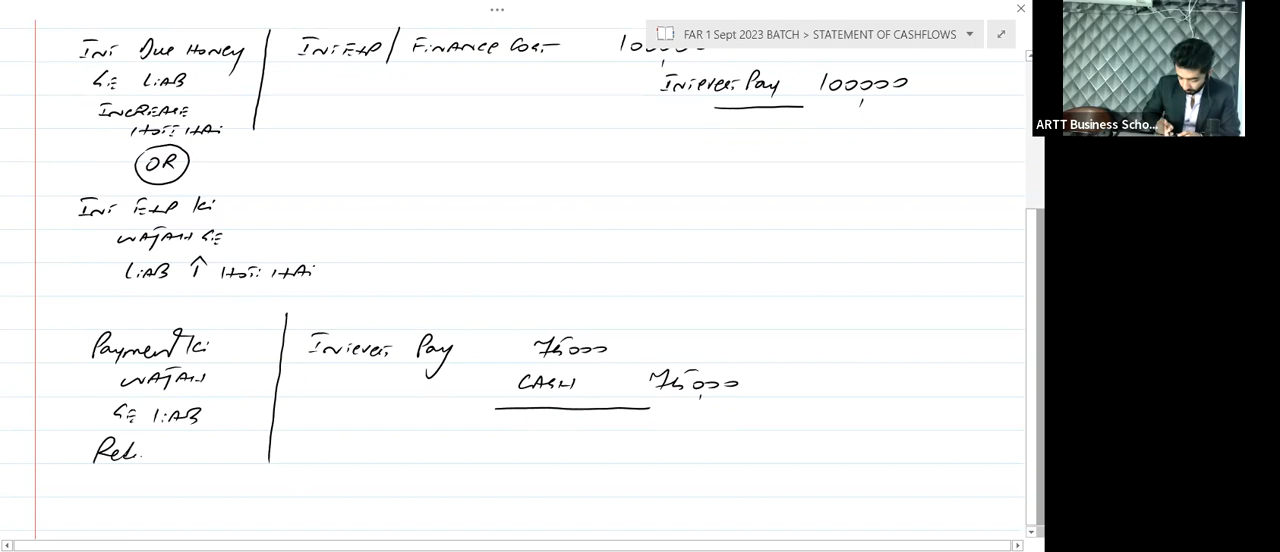 FAR 1 Sept 2023 BATCH > STATEMENT OF CASHFLOWS
ARTT Business Scho...
INT DUE HONEY
SE LIAB
INCREASE
HOTI HAI
INT EXP / FINANCE COST 100000
Interest Pay 100000
OR
INT EXP Ki
WAJAH SE
LIAB ↑ HOTI HAI
Payment Ki
WAJAH
SE LIAB
Red.
Interest Pay 75000
CASH 75000